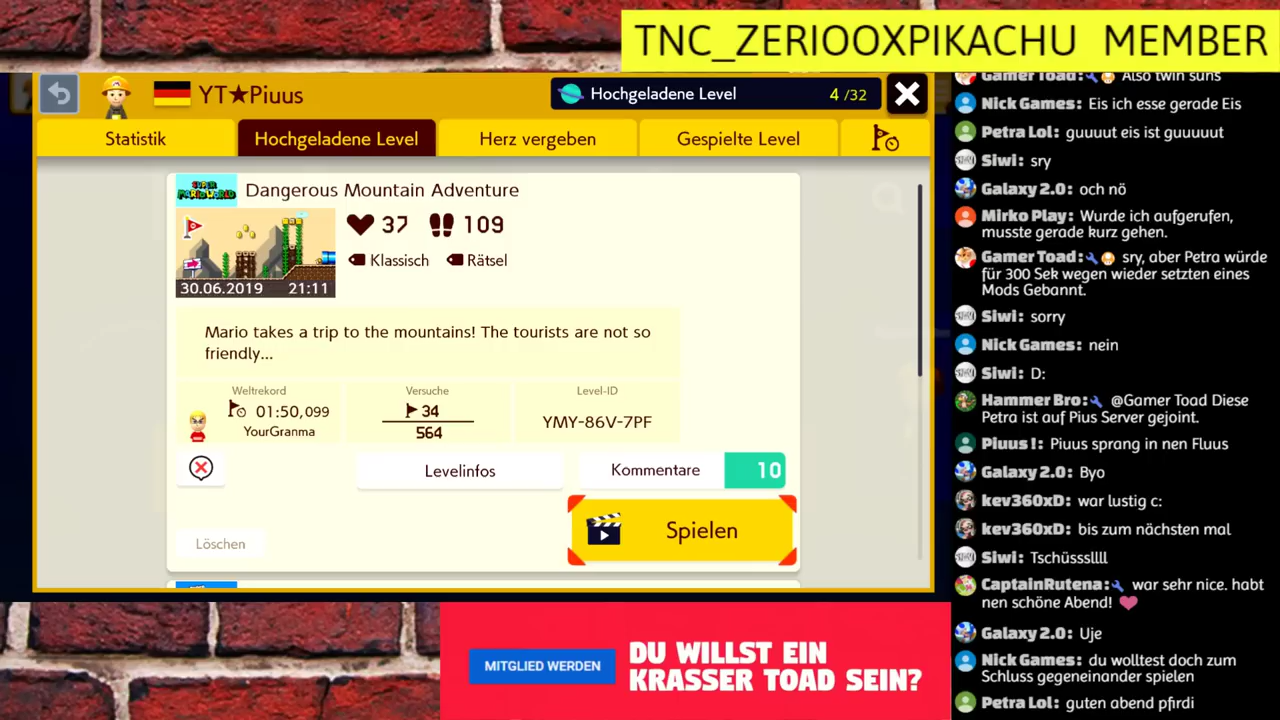 TNC_ZERIOOXPIKACHU MEMBER
YT★Piuus
Hochgeladene Level
4 /32
Statistik
Hochgeladene Level
Herz vergeben
Gespielte Level
SUPER MARIO WORLD
Dangerous Mountain Adventure
37
109
Klassisch
Rätsel
30.06.2019 21:11
Mario takes a trip to the mountains! The tourists are not so
friendly...
Weltrekord
01:50,099
YourGranma
Versuche
34
564
Level-ID
YMY-86V-7PF
Levelinfos
Kommentare
10
Löschen
Spielen
MITGLIED WERDEN
DU WILLST EIN
KRASSER TOAD SEIN?
Gamer Toad: Also twin suns
Nick Games: Eis ich esse gerade Eis
Petra Lol: guuuut eis ist guuuuut
Siwi: sry
Galaxy 2.0: och nö
Mirko Play: Wurde ich aufgerufen,
musste gerade kurz gehen.
Gamer Toad: sry, aber Petra würde
für 300 Sek wegen wieder setzten eines
Mods Gebannt.
Siwi: sorry
Nick Games: nein
Siwi: D:
Hammer Bro: @Gamer Toad Diese
Petra ist auf Pius Server gejoint.
Piuus !: Piuus sprang in nen Fluus
Galaxy 2.0: Byo
kev360xD: war lustig c:
kev360xD: bis zum nächsten mal
Siwi: Tschüsssllll
CaptainRutena: war sehr nice. habt
nen schöne Abend!
Galaxy 2.0: Uje
Nick Games: du wolltest doch zum
Schluss gegeneinander spielen
Petra Lol: guten abend pfirdi